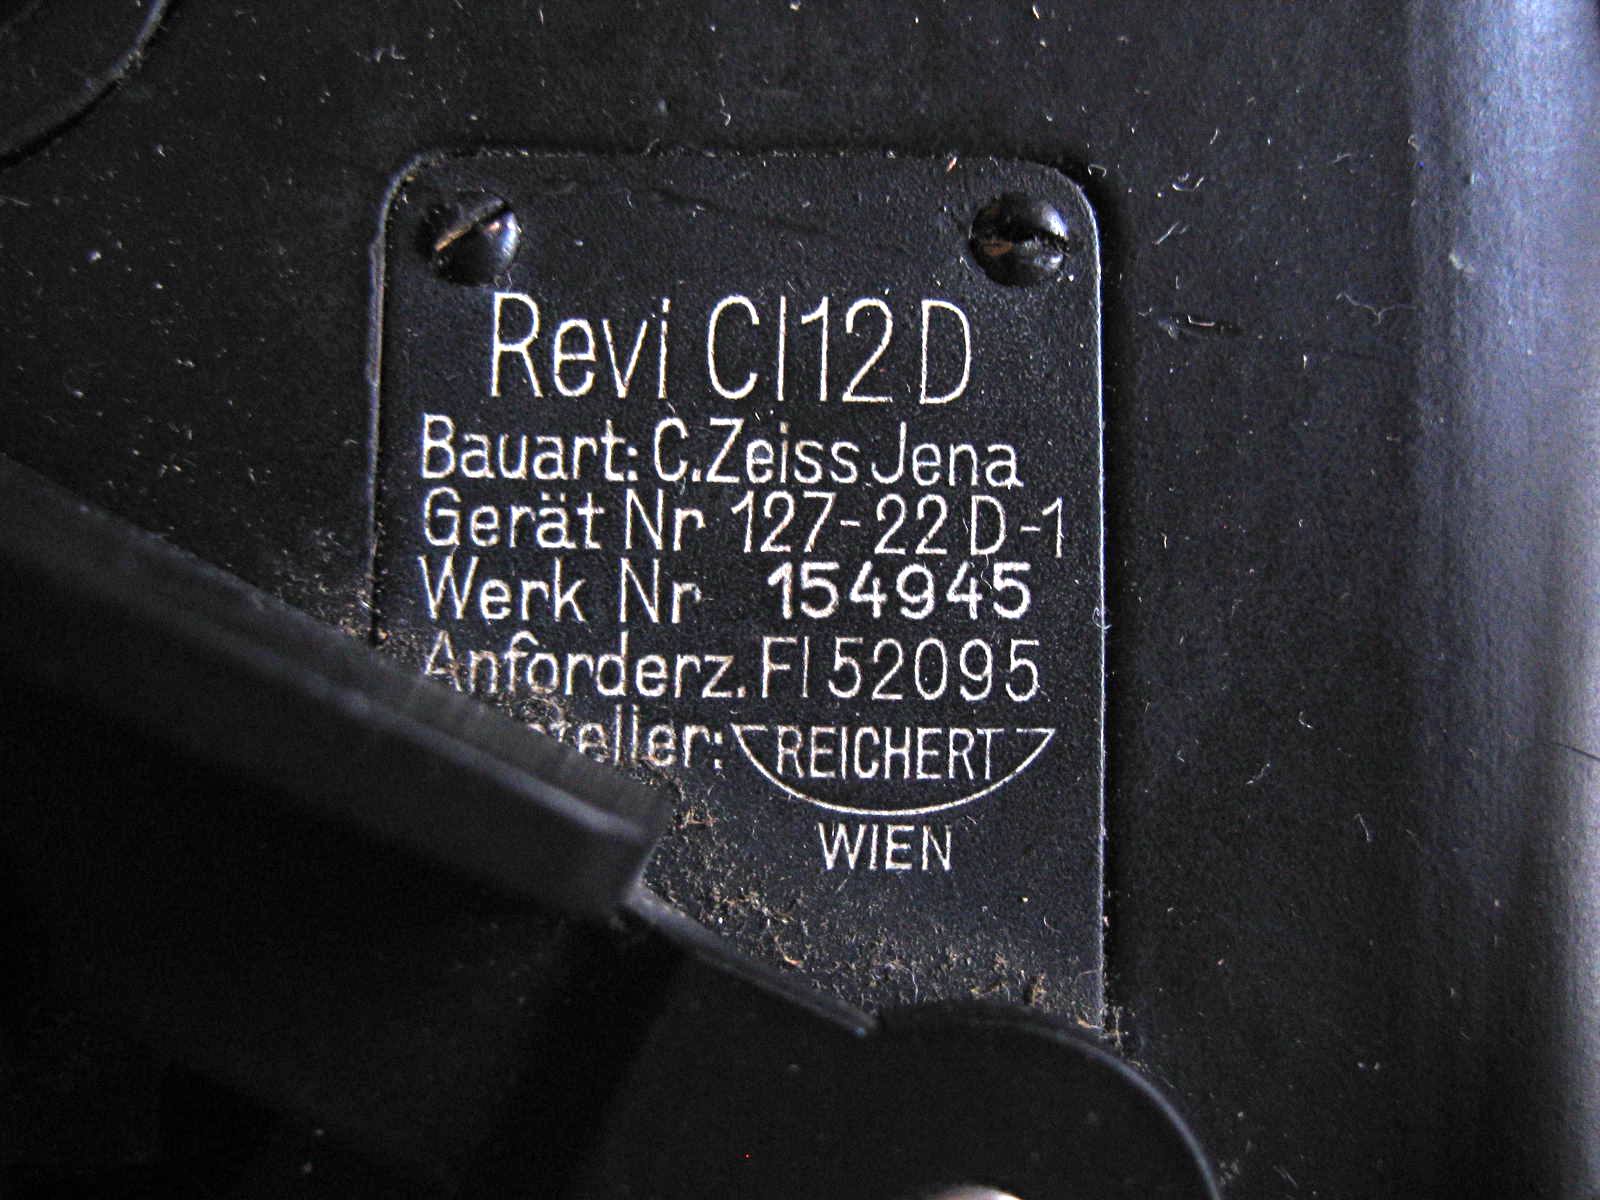 Revi C/12 D
Bauart: C. Zeiss Jena
Gerät Nr 127-22 D-1
Werk Nr 154945
Anforderz. Fl 52095
REICHERT
WIEN